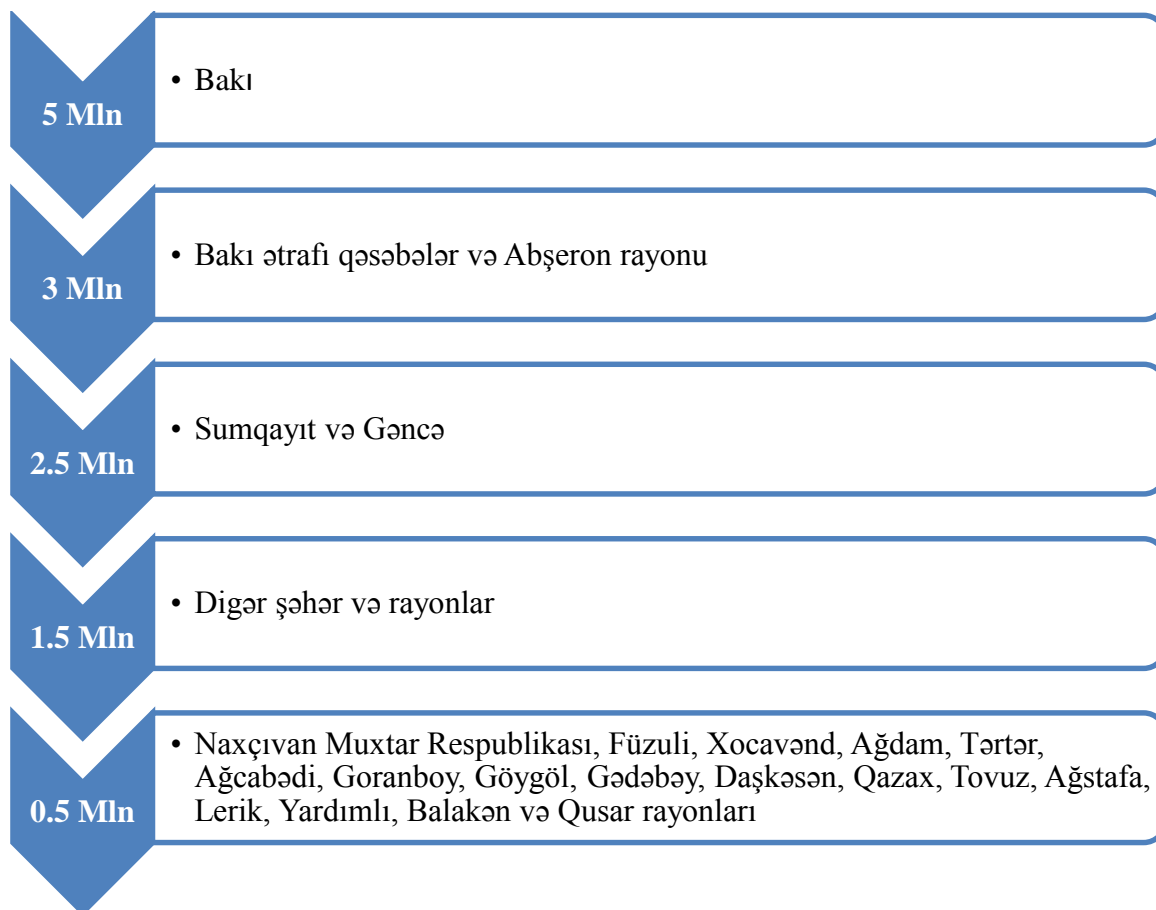 5 Mln
• Bakı
3 Mln
• Bakı ətrafı qəsəbələr və Abşeron rayonu
2.5 Mln
• Sumqayıt və Gəncə
1.5 Mln
• Digər şəhər və rayonlar
0.5 Mln
• Naxçıvan Muxtar Respublikası, Füzuli, Xocavənd, Ağdam, Tərtər,
Ağcabədi, Goranboy, Göygöl, Gədəbəy, Daşkəsən, Qazax, Tovuz, Ağstafa,
Lerik, Yardımlı, Balakən və Qusar rayonları